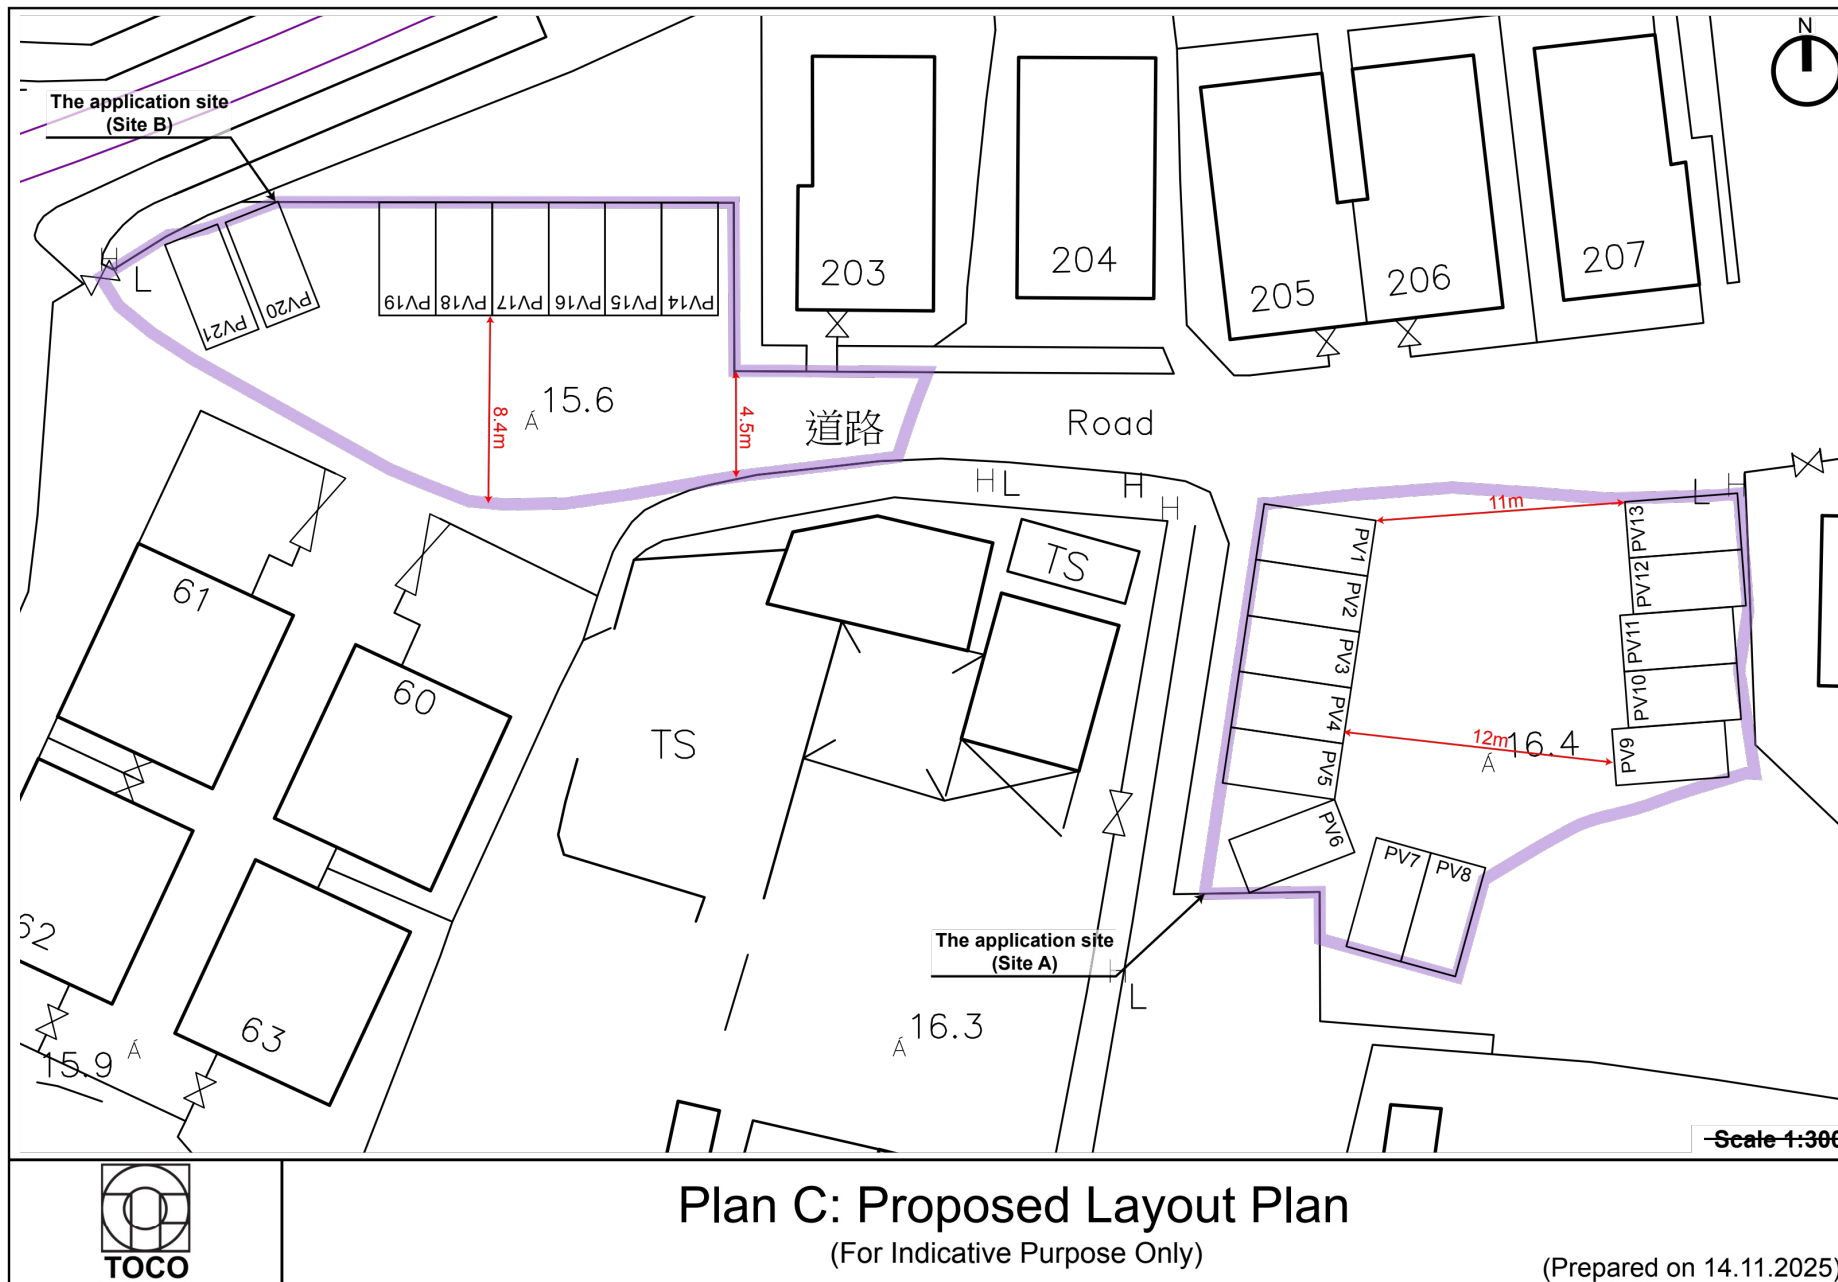 N
The application site
(Site B)
203
204
205
206
207
H
L
PV21
PV20
PV19
PV18
PV17
PV16
PV15
PV14
8.4m
15.6
4.5m
道路
Road
H
L
H
H
L
H
11m
PV1
PV2
PV3
PV4
PV5
PV6
PV7
PV8
PV13
PV12
PV11
PV10
PV9
12m
16.4
61
60
TS
TS
62
63
15.9
The application site
(Site A)
H
L
16.3
Scale 1:300
TOCO
Plan C: Proposed Layout Plan
(For Indicative Purpose Only)
(Prepared on 14.11.2025)